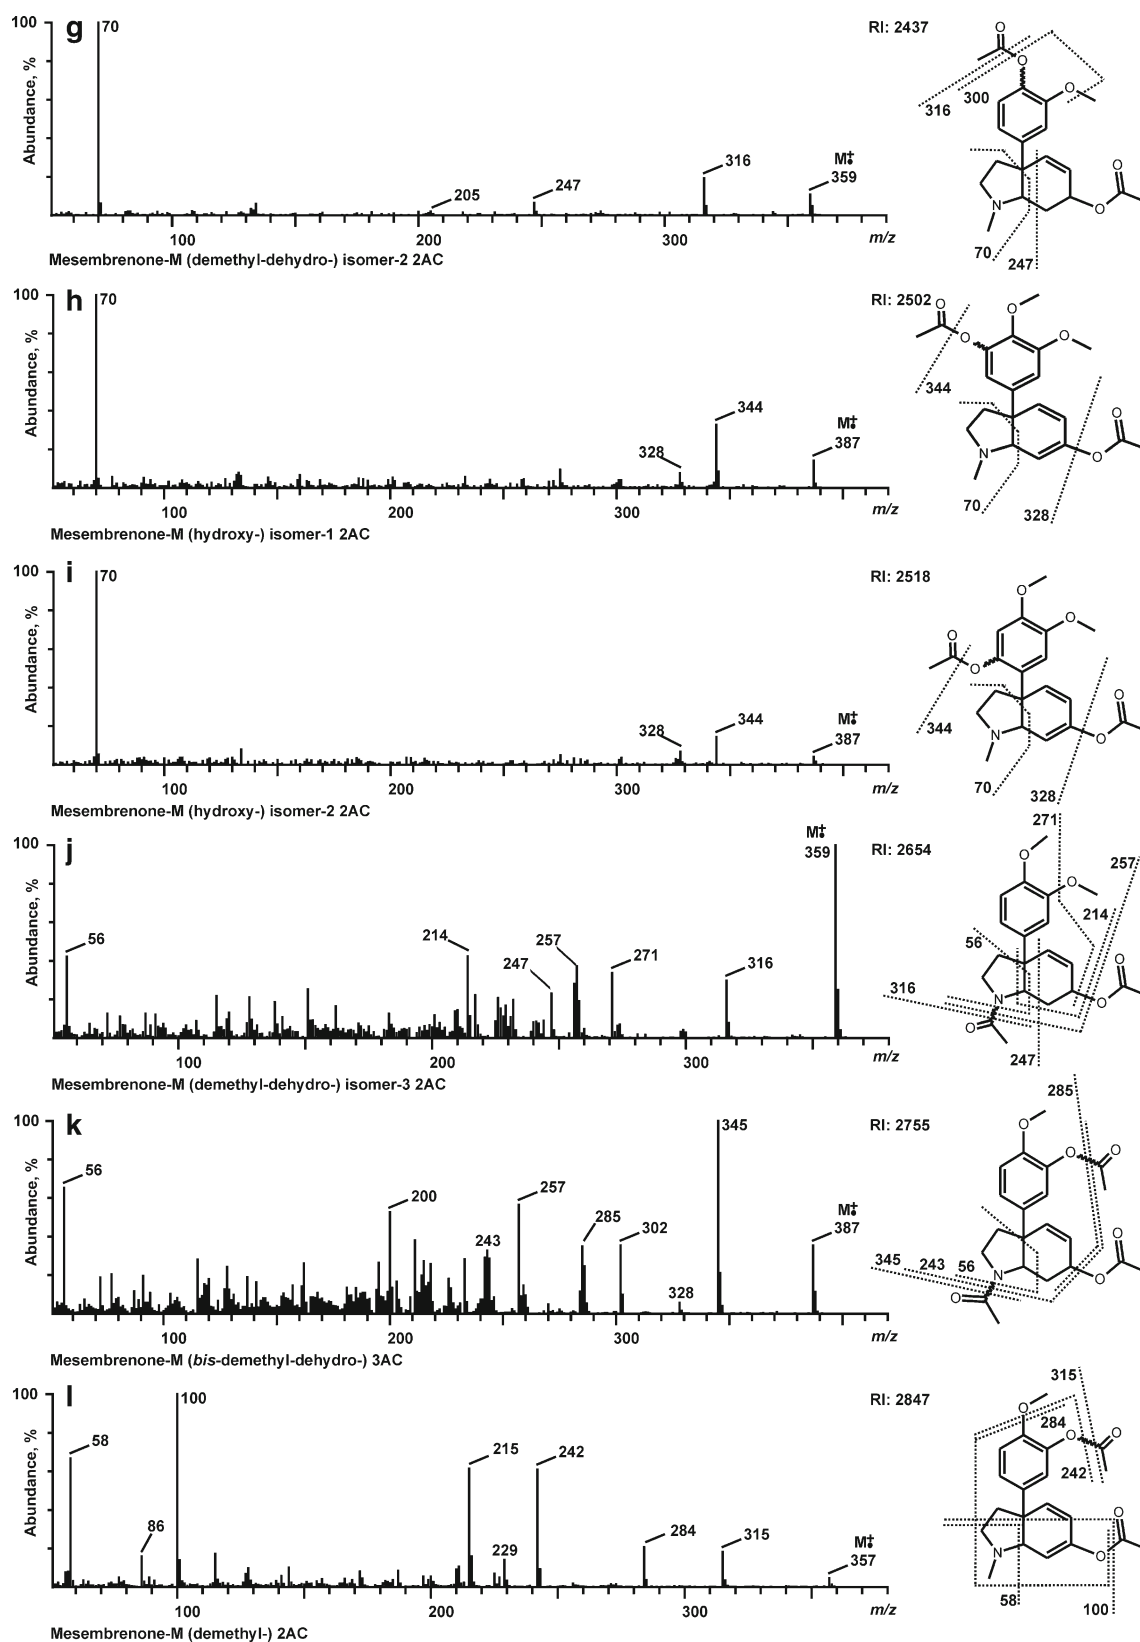 g
RI: 2437
100
Abundance, %
70
205
247
316
M+•
359
100
200
300
m/z
Mesembrenone-M (demethyl-dehydro-) isomer-2 2AC
O
O
O
O
O
N
316
300
70
247
h
RI: 2502
100
Abundance, %
70
328
344
M+•
387
100
200
300
m/z
Mesembrenone-M (hydroxy-) isomer-1 2AC
O
O
O
O
O
O
N
344
70
328
i
RI: 2518
100
Abundance, %
70
328
344
M+•
387
100
200
300
m/z
Mesembrenone-M (hydroxy-) isomer-2 2AC
O
O
O
O
O
O
N
344
70
328
j
RI: 2654
100
Abundance, %
56
214
247
257
271
316
M+•
359
100
200
300
m/z
Mesembrenone-M (demethyl-dehydro-) isomer-3 2AC
271
257
214
56
316
247
O
O
O
O
O
N
k
RI: 2755
100
Abundance, %
56
200
243
257
285
302
328
345
M+•
387
100
200
300
m/z
Mesembrenone-M (bis-demethyl-dehydro-) 3AC
285
345
243
56
O
O
O
O
O
O
N
l
RI: 2847
100
Abundance, %
58
86
100
215
229
242
284
315
M+•
357
100
200
300
m/z
Mesembrenone-M (demethyl-) 2AC
315
284
242
58
100
O
O
O
O
O
N